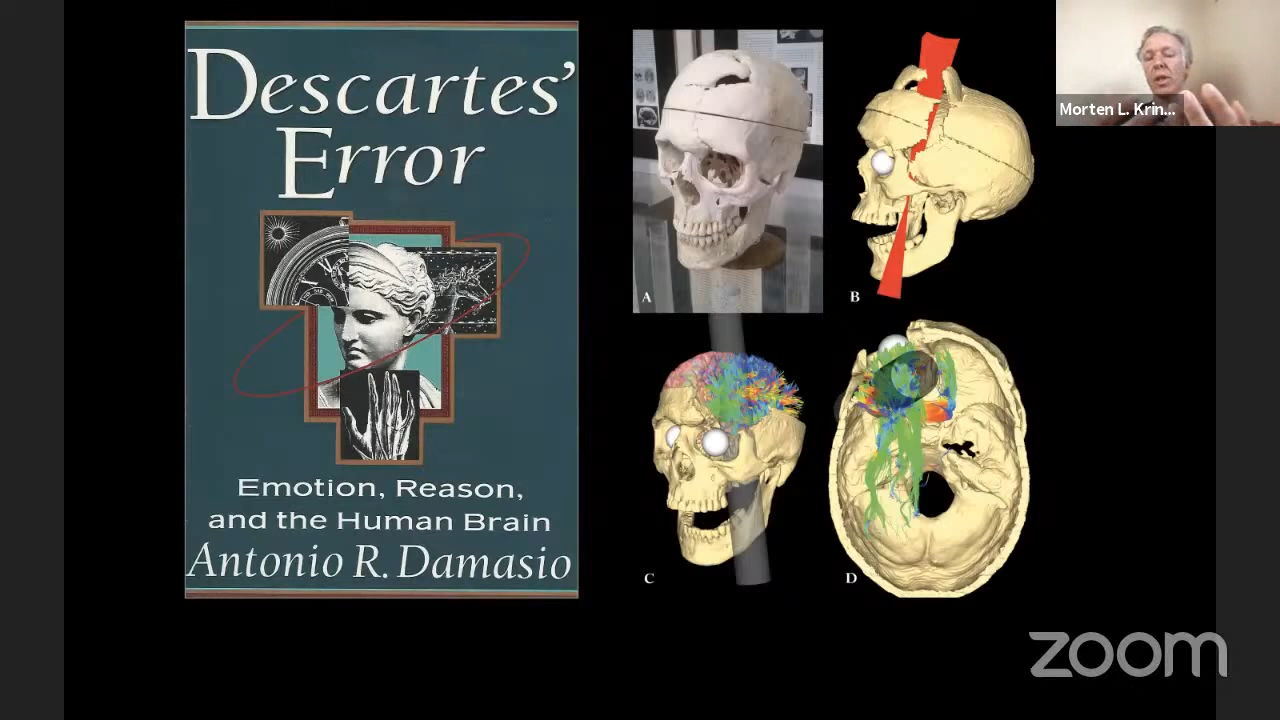 Descartes'
Error
Emotion, Reason,
and the Human Brain
Antonio R. Damasio
A
B
C
D
Morten L. Krin...
zoom